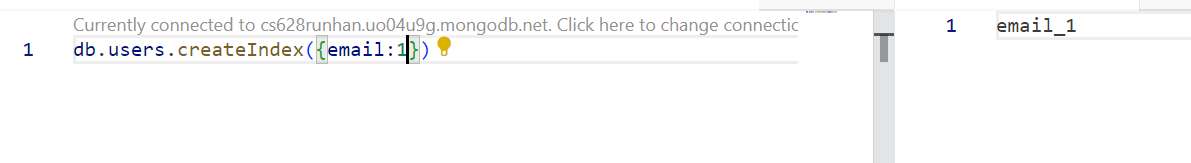 Currently connected to cs628runhan.uo04u9g.mongodb.net. Click here to change connectic
1 db.users.createIndex({email:1})
1 email_1